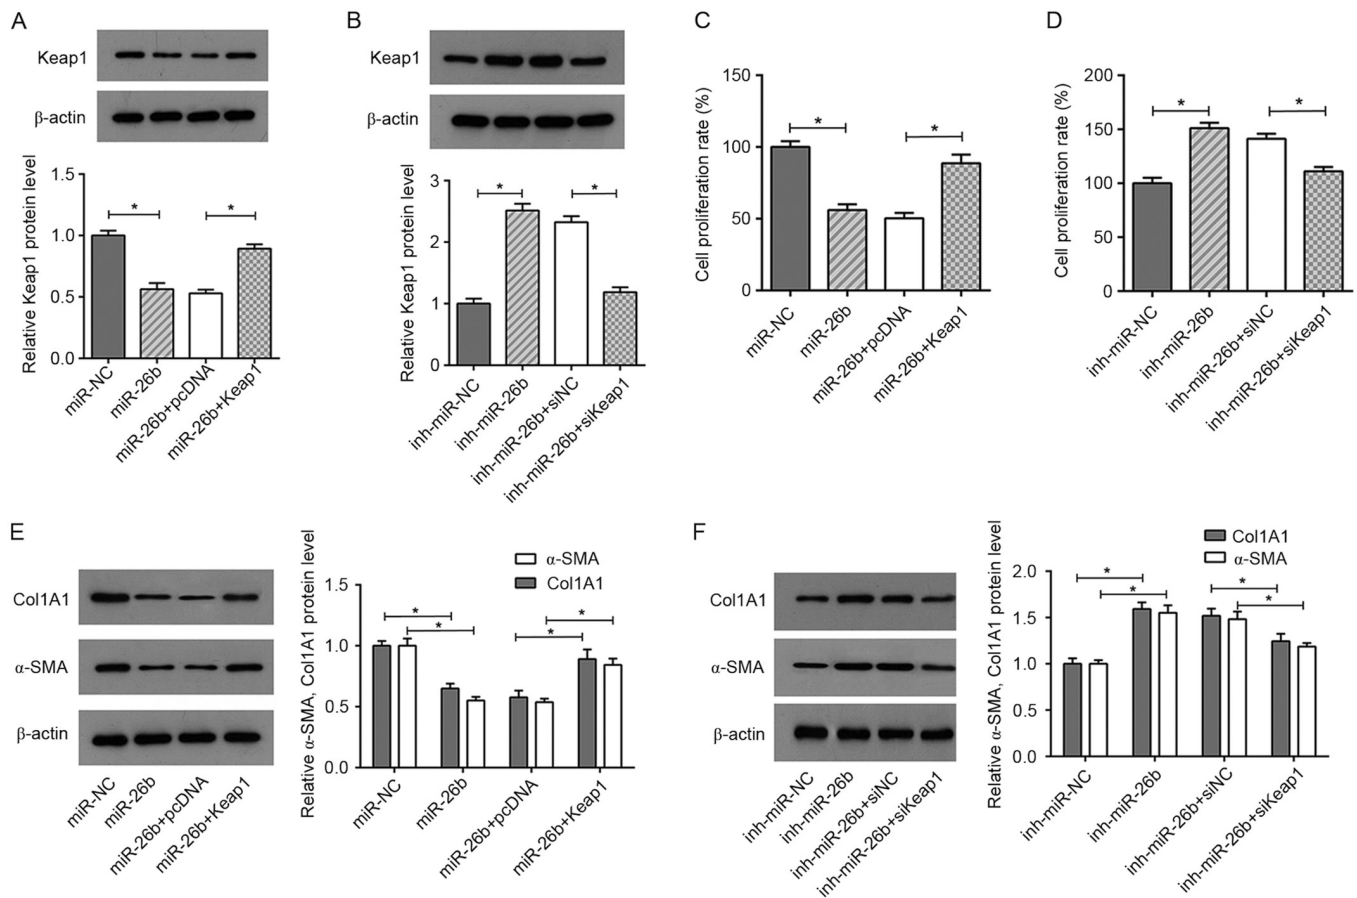 A
Keap1
β-actin
Relative Keap1 protein level
1.5
1.0
0.5
0.0
*
*
miR-NC
miR-26b
miR-26b+pcDNA
miR-26b+Keap1
B
Keap1
β-actin
Relative Keap1 protein level
3
2
1
0
*
*
inh-miR-NC
inh-miR-26b
inh-miR-26b+siNC
inh-miR-26b+siKeap1
C
Cell proliferation rate (%)
150
100
50
0
*
*
miR-NC
miR-26b
miR-26b+pcDNA
miR-26b+Keap1
D
Cell proliferation rate (%)
200
150
100
50
0
*
*
inh-miR-NC
inh-miR-26b
inh-miR-26b+siNC
inh-miR-26b+siKeap1
E
Col1A1
α-SMA
β-actin
miR-NC
miR-26b
miR-26b+pcDNA
miR-26b+Keap1
Relative α-SMA, Col1A1 protein level
α-SMA
Col1A1
1.5
1.0
0.5
0.0
*
*
*
*
miR-NC
miR-26b
miR-26b+pcDNA
miR-26b+Keap1
F
Col1A1
α-SMA
β-actin
inh-miR-NC
inh-miR-26b
inh-miR-26b+siNC
inh-miR-26b+siKeap1
Relative α-SMA, Col1A1 protein level
Col1A1
α-SMA
2.0
1.5
1.0
0.5
0.0
*
*
*
*
inh-miR-NC
inh-miR-26b
inh-miR-26b+siNC
inh-miR-26b+siKeap1